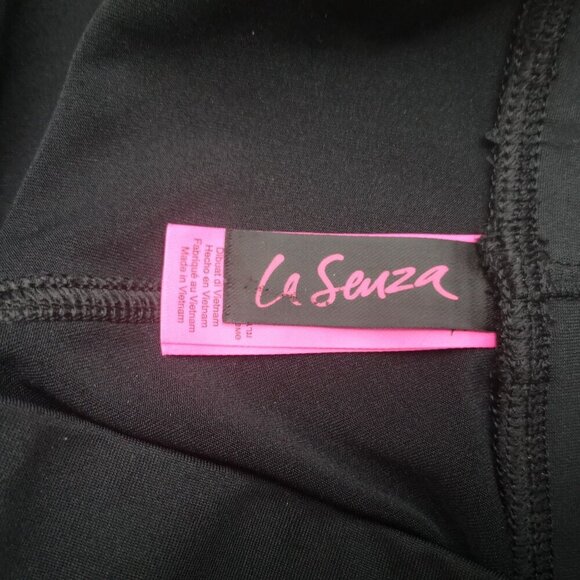 La Senza
Dibuat di Vietnam
Hecho en Vietnam
Fabriqué au Vietnam
Made in Vietnam